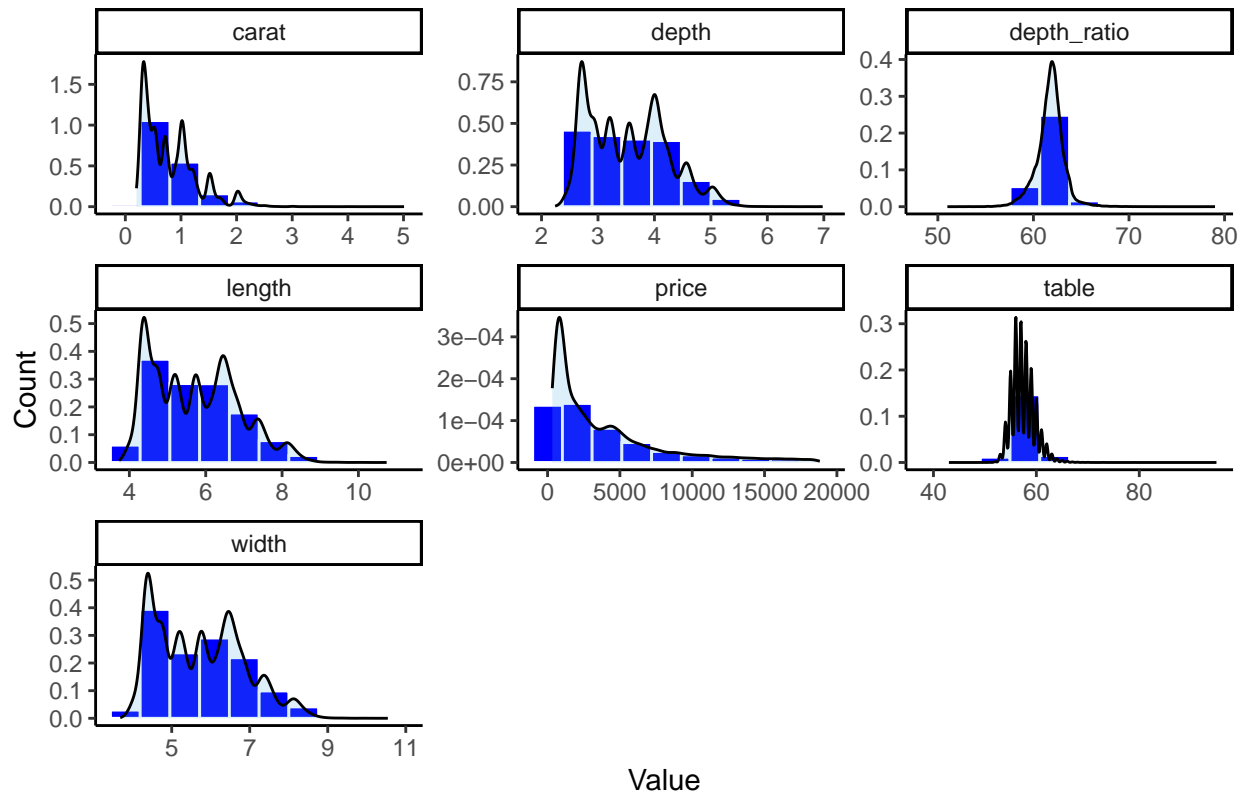 carat
depth
depth_ratio
1.5
1.0
0.5
0.0
0 1 2 3 4 5
0.75
0.50
0.25
0.00
2 3 4 5 6 7
0.4
0.3
0.2
0.1
0.0
50 60 70 80
length
price
table
0.5
0.4
0.3
0.2
0.1
0.0
4 6 8 10
3e−04
2e−04
1e−04
0e+00
0 5000 10000 15000 20000
0.3
0.2
0.1
0.0
40 60 80
width
0.5
0.4
0.3
0.2
0.1
0.0
5 7 9 11
Count
Value